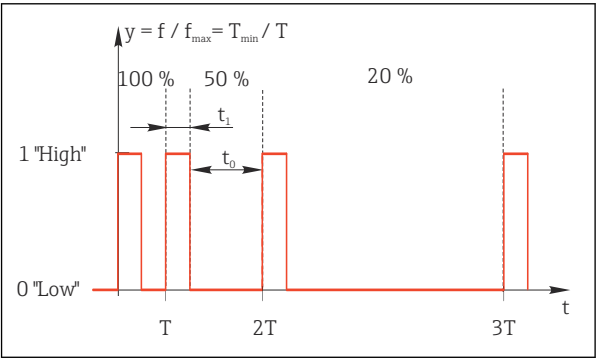 y = f / fmax = Tmin / T
100 % 50 % 20 %
t1
1 "High"
t0
0 "Low"
t
T 2T 3T